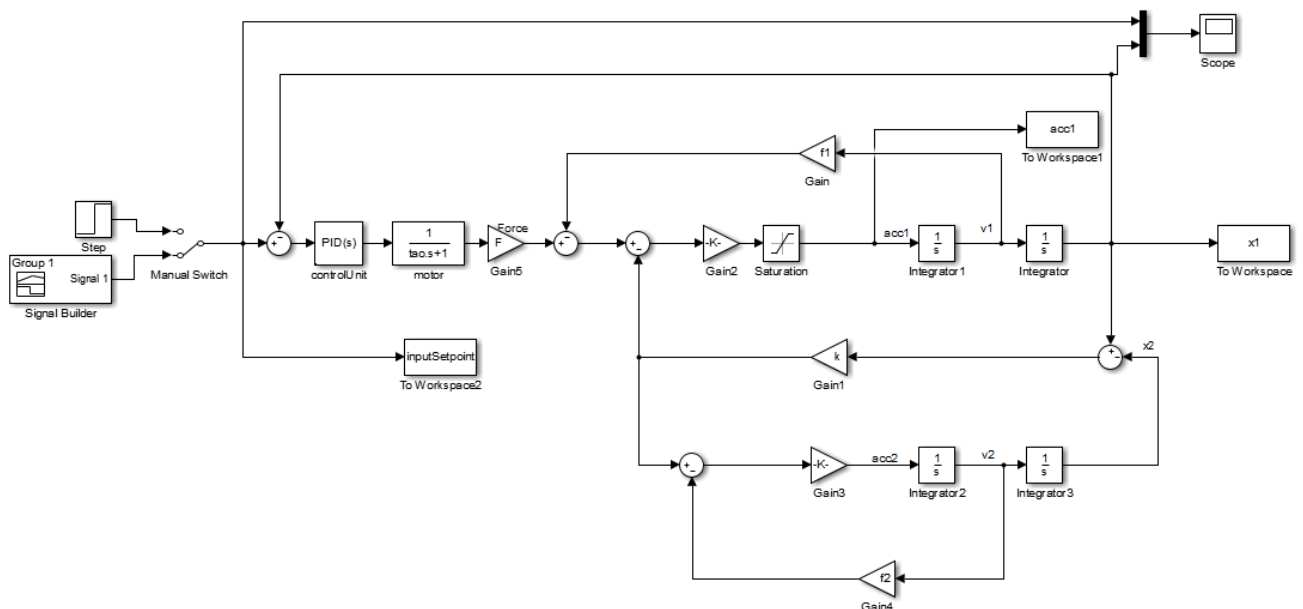 Scope
acc1
To Workspace1
f1
Gain
Step
Group 1
Signal 1
Signal Builder
Manual Switch
+
−
PID(s)
controlUnit
1
tao.s+1
motor
Force
F
Gain5
+
−
+
−
-K-
Gain2
Saturation
acc1
1
s
Integrator1
v1
1
s
Integrator
x1
To Workspace
inputSetpoint
To Workspace2
k
Gain1
+
−
x2
+
−
-K-
Gain3
acc2
1
s
Integrator2
v2
1
s
Integrator3
f2
Gain4